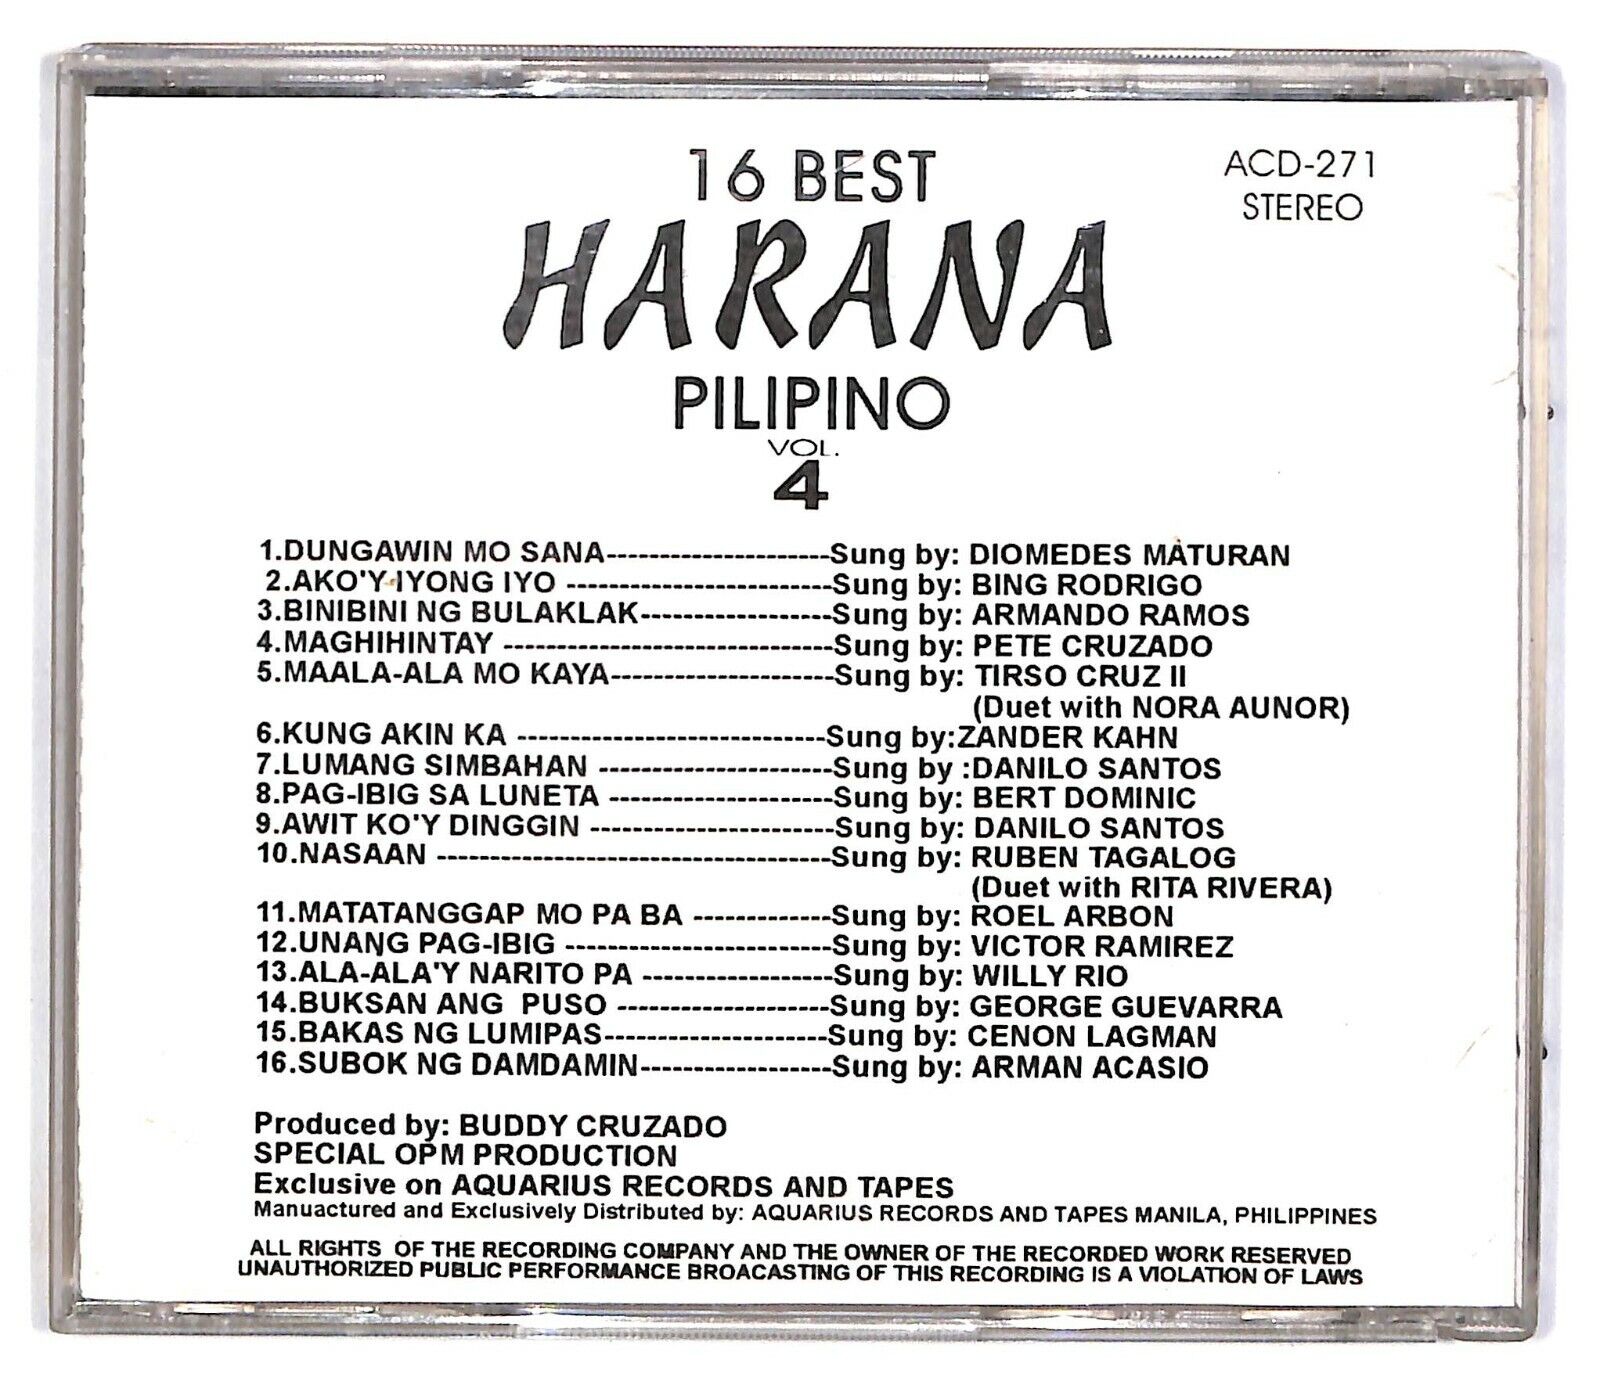 16 BEST
HARANA
PILIPINO
VOL.
4
ACD-271
STEREO
1.DUNGAWIN MO SANA---------------------Sung by: DIOMEDES MATURAN
2.AKO'Y IYONG IYO -------------------------Sung by: BING RODRIGO
3.BINIBINI NG BULAKLAK------------------Sung by: ARMANDO RAMOS
4.MAGHIHINTAY -------------------------------Sung by: PETE CRUZADO
5.MAALA-ALA MO KAYA---------------------Sung by: TIRSO CRUZ II
(Duet with NORA AUNOR)
6.KUNG AKIN KA -----------------------------Sung by:ZANDER KAHN
7.LUMANG SIMBAHAN ----------------------Sung by :DANILO SANTOS
8.PAG-IBIG SA LUNETA ---------------------Sung by: BERT DOMINIC
9.AWIT KO'Y DINGGIN -----------------------Sung by: DANILO SANTOS
10.NASAAN -------------------------------------Sung by: RUBEN TAGALOG
(Duet with RITA RIVERA)
11.MATATANGGAP MO PA BA -------------Sung by: ROEL ARBON
12.UNANG PAG-IBIG -------------------------Sung by: VICTOR RAMIREZ
13.ALA-ALA'Y NARITO PA ------------------Sung by: WILLY RIO
14.BUKSAN ANG PUSO --------------------Sung by: GEORGE GUEVARRA
15.BAKAS NG LUMIPAS---------------------Sung by: CENON LAGMAN
16.SUBOK NG DAMDAMIN------------------Sung by: ARMAN ACASIO
Produced by: BUDDY CRUZADO
SPECIAL OPM PRODUCTION
Exclusive on AQUARIUS RECORDS AND TAPES
Manuactured and Exclusively Distributed by: AQUARIUS RECORDS AND TAPES MANILA, PHILIPPINES
ALL RIGHTS OF THE RECORDING COMPANY AND THE OWNER OF THE RECORDED WORK RESERVED
UNAUTHORIZED PUBLIC PERFORMANCE BROACASTING OF THIS RECORDING IS A VIOLATION OF LAWS